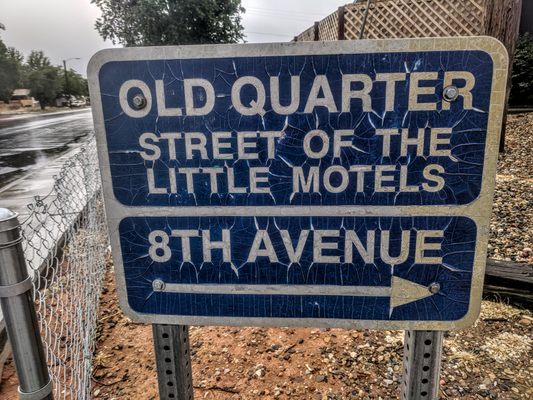 OLD QUARTER
STREET OF THE
LITTLE MOTELS
8TH AVENUE